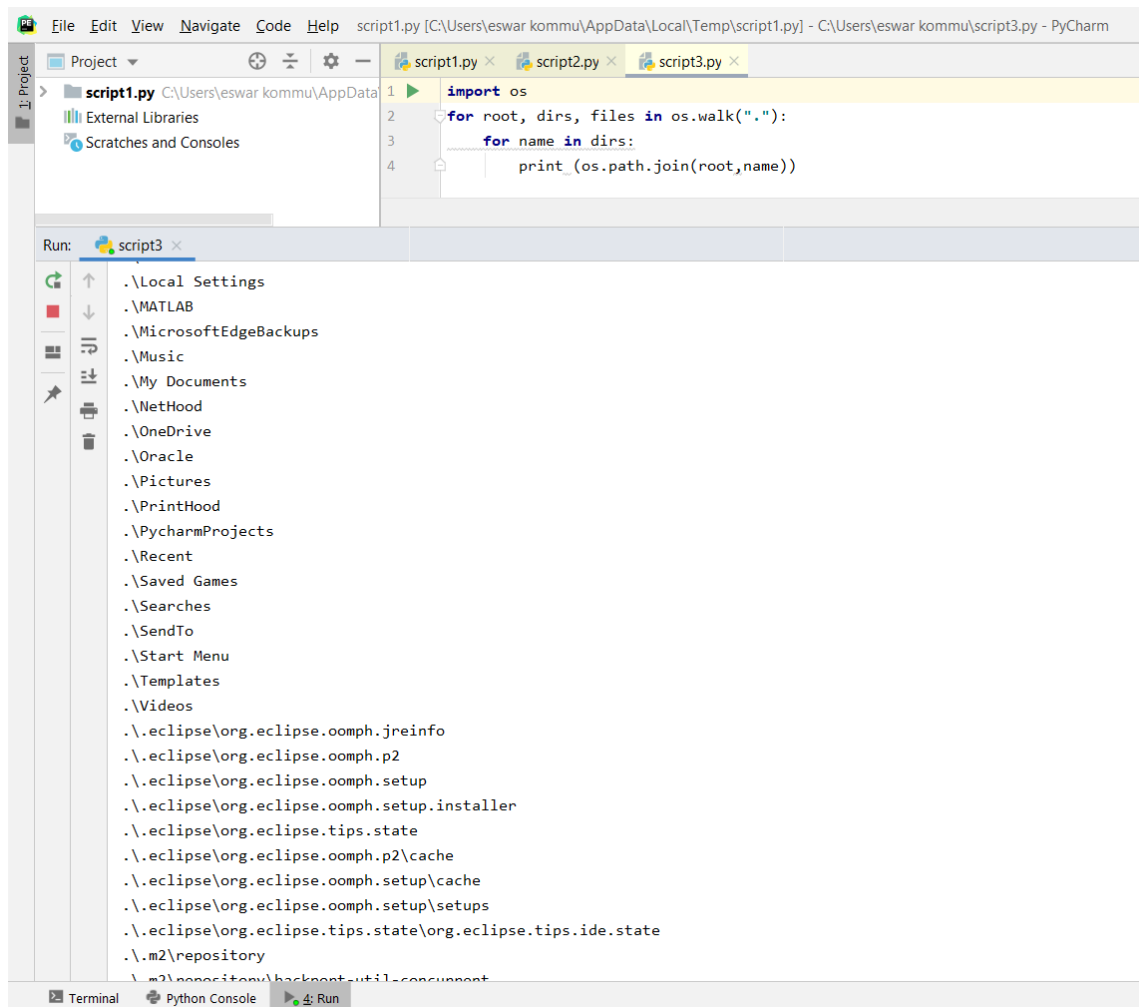 PE File Edit View Navigate Code Help script1.py [C:\Users\eswar kommu\AppData\Local\Temp\script1.py] - C:\Users\eswar kommu\script3.py - PyCharm
1: Project
Project
script1.py × script2.py × script3.py ×
script1.py C:\Users\eswar kommu\AppData
External Libraries
Scratches and Consoles
1 import os
2 for root, dirs, files in os.walk("."):
3 for name in dirs:
4 print (os.path.join(root,name))
Run: script3 ×
.\Local Settings
.\MATLAB
.\MicrosoftEdgeBackups
.\Music
.\My Documents
.\NetHood
.\OneDrive
.\Oracle
.\Pictures
.\PrintHood
.\PycharmProjects
.\Recent
.\Saved Games
.\Searches
.\SendTo
.\Start Menu
.\Templates
.\Videos
.\.eclipse\org.eclipse.oomph.jreinfo
.\.eclipse\org.eclipse.oomph.p2
.\.eclipse\org.eclipse.oomph.setup
.\.eclipse\org.eclipse.oomph.setup.installer
.\.eclipse\org.eclipse.tips.state
.\.eclipse\org.eclipse.oomph.p2\cache
.\.eclipse\org.eclipse.oomph.setup\cache
.\.eclipse\org.eclipse.oomph.setup\setups
.\.eclipse\org.eclipse.tips.state\org.eclipse.tips.ide.state
.\.m2\repository
Terminal Python Console 4: Run